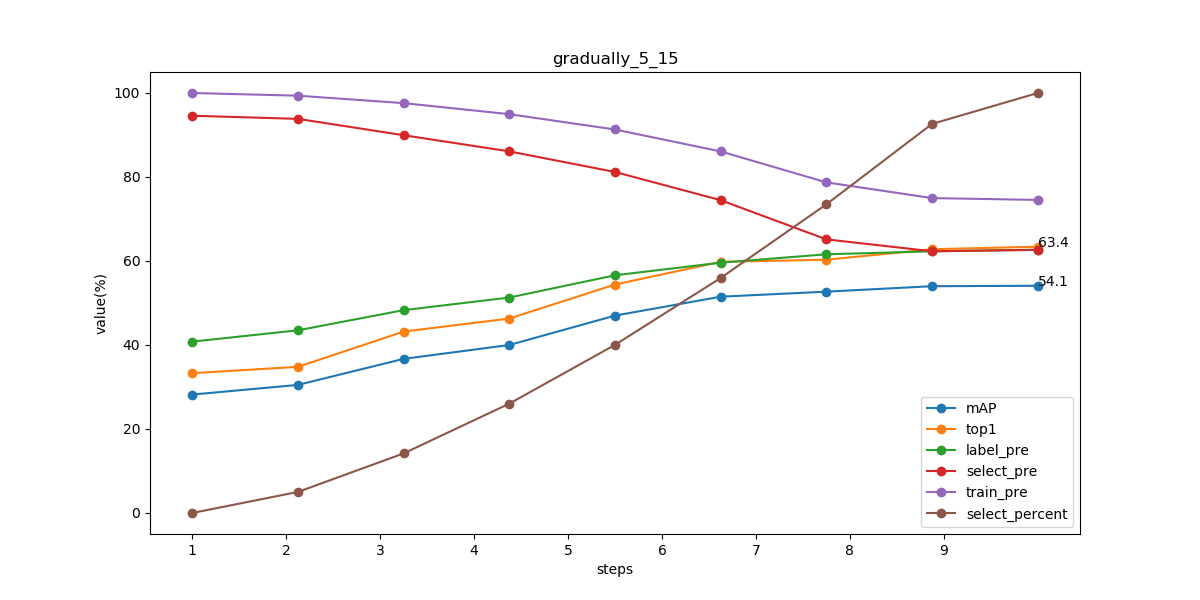 gradually_5_15
value(%)
100
80
60
40
20
0
63.4
54.1
mAP
top1
label_pre
select_pre
train_pre
select_percent
1 2 3 4 5 6 7 8 9
steps